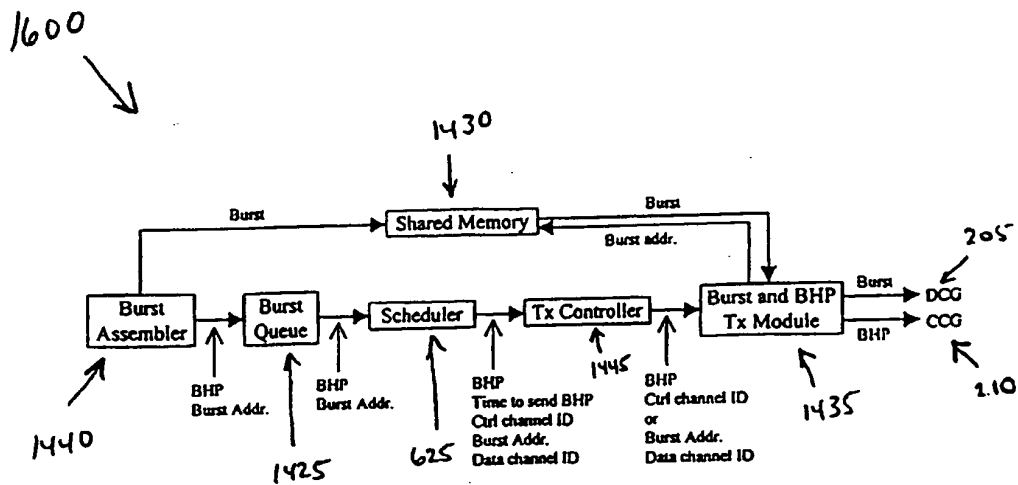 1600
1430
Burst
Shared Memory
Burst
Burst addr.
205
Burst
Assembler
Burst
Queue
Scheduler
Tx Controller
Burst and BHP
Tx Module
Burst
DCG
BHP
CCG
BHP
Burst Addr.
BHP
Burst Addr.
BHP
Time to send BHP
Ctrl channel ID
Burst Addr.
Data channel ID
1445
BHP
Ctrl channel ID
or
Burst Addr.
Data channel ID
1435
210
1440
1425
625